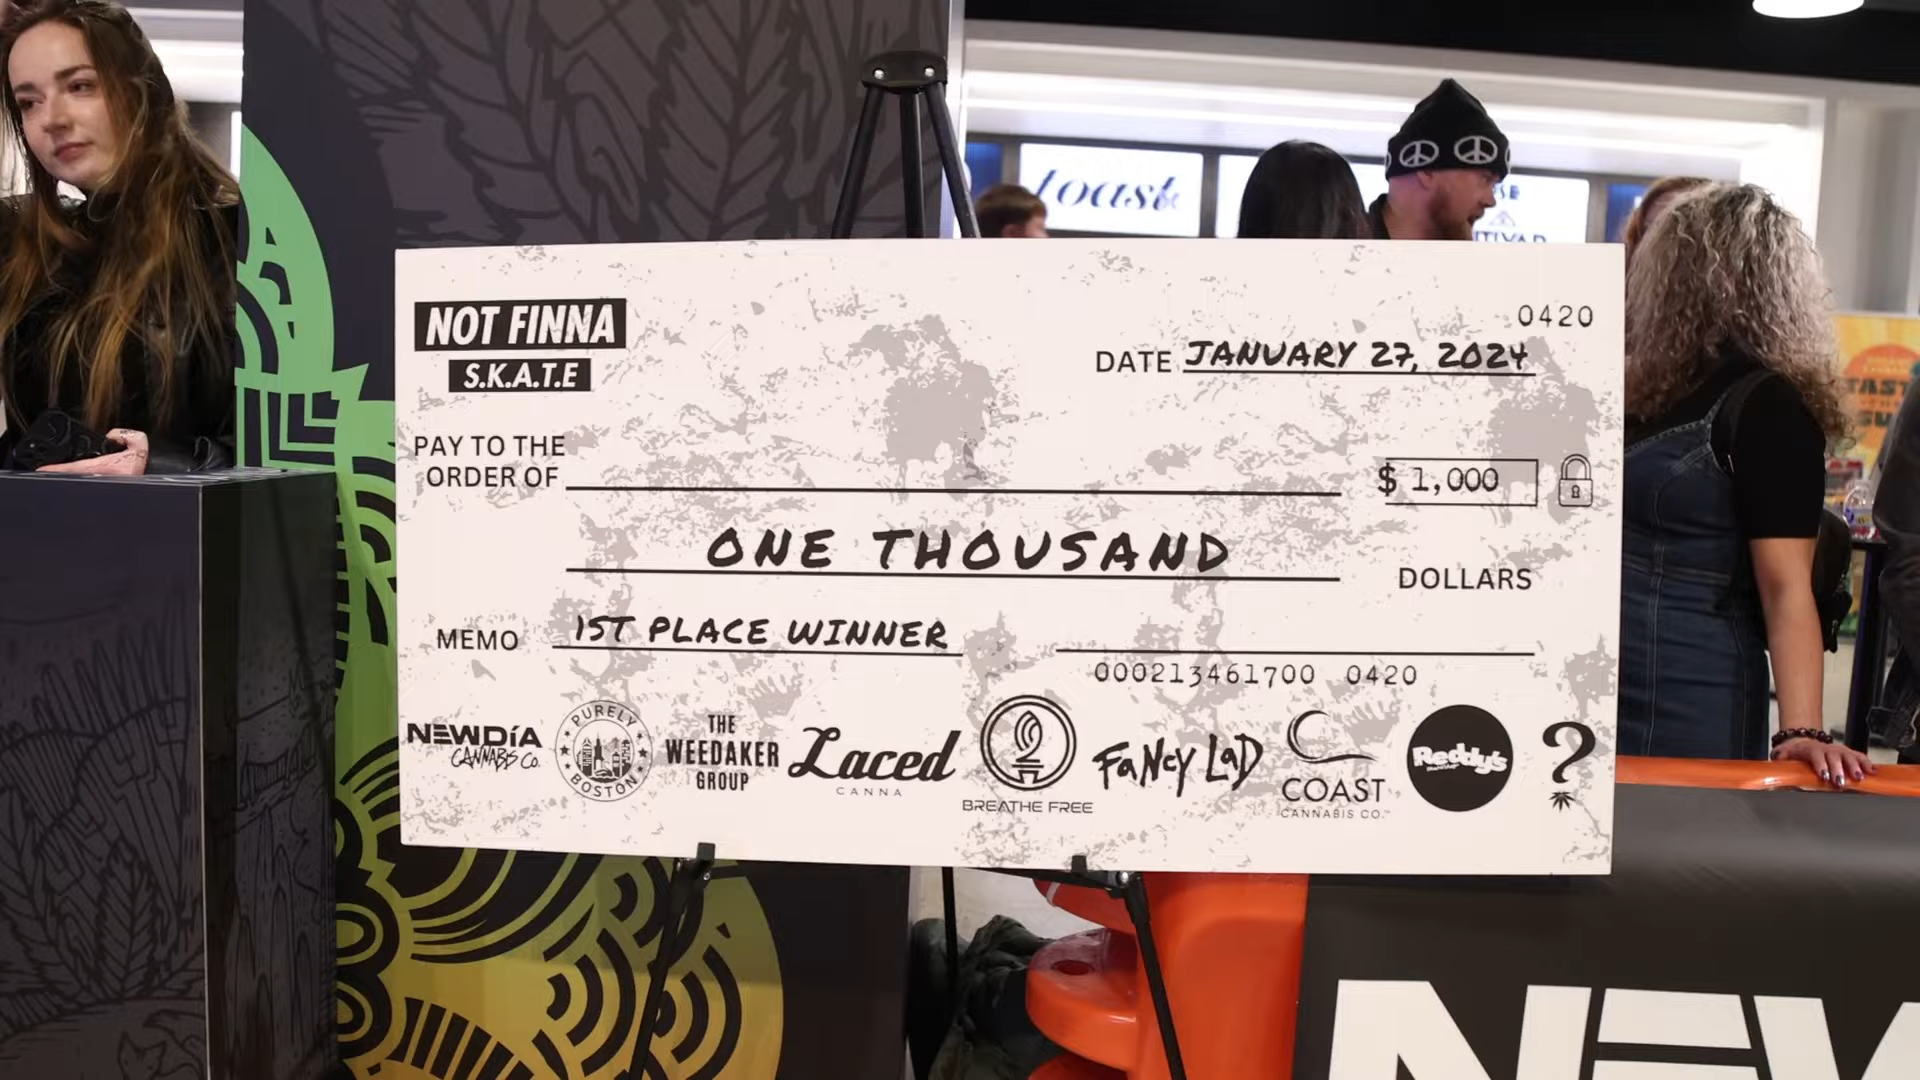 toast
NOT FINNA
S.K.A.T.E
0420
DATE JANUARY 27, 2024
PAY TO THE
ORDER OF
$ 1,000
ONE THOUSAND
DOLLARS
MEMO 1ST PLACE WINNER
000213461700 0420
NEWDíA
CANNABIS CO.
PURELY
BOSTON
THE
WEEDAKER
GROUP
Laced
CANNA
BREATHE FREE
FaNCy LaD
COAST
CANNABIS CO.™
Reddy's
?
NEW